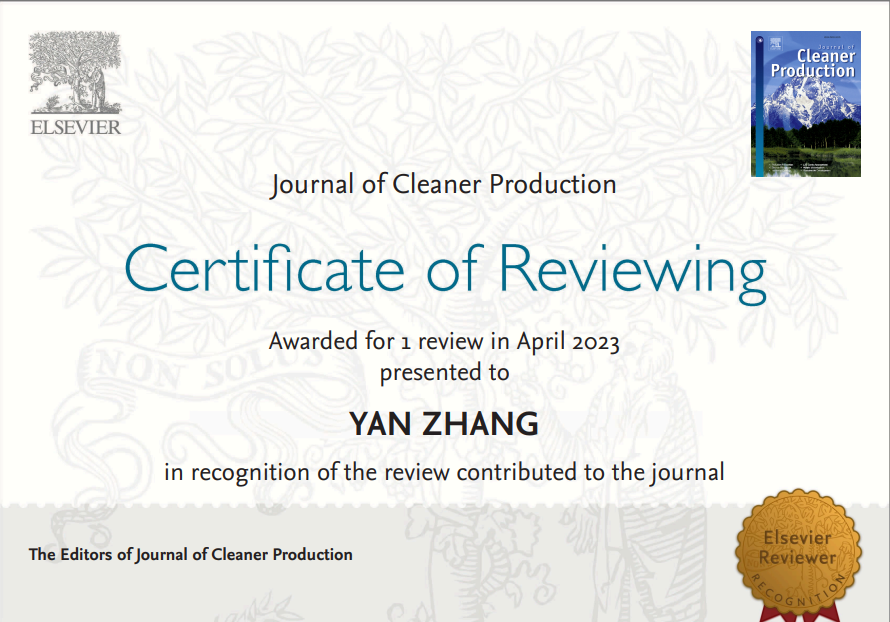 ELSEVIER
Journal of
Cleaner
Production
Journal of Cleaner Production
Certificate of Reviewing
Awarded for 1 review in April 2023
presented to
NON SOLUS
YAN ZHANG
in recognition of the review contributed to the journal
The Editors of Journal of Cleaner Production
Elsevier
Reviewer
RECOGNITION